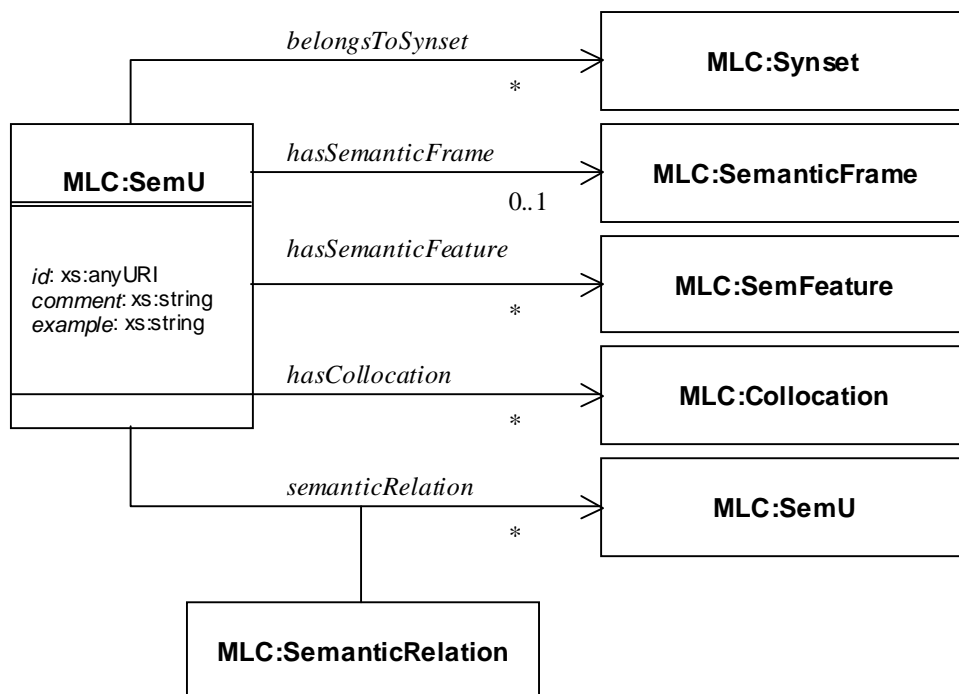 belongsToSynset
MLC:Synset
*
MLC:SemU
id: xs:anyURI
comment: xs:string
example: xs:string
hasSemanticFrame
MLC:SemanticFrame
0..1
hasSemanticFeature
MLC:SemFeature
*
hasCollocation
MLC:Collocation
*
semanticRelation
MLC:SemU
*
MLC:SemanticRelation